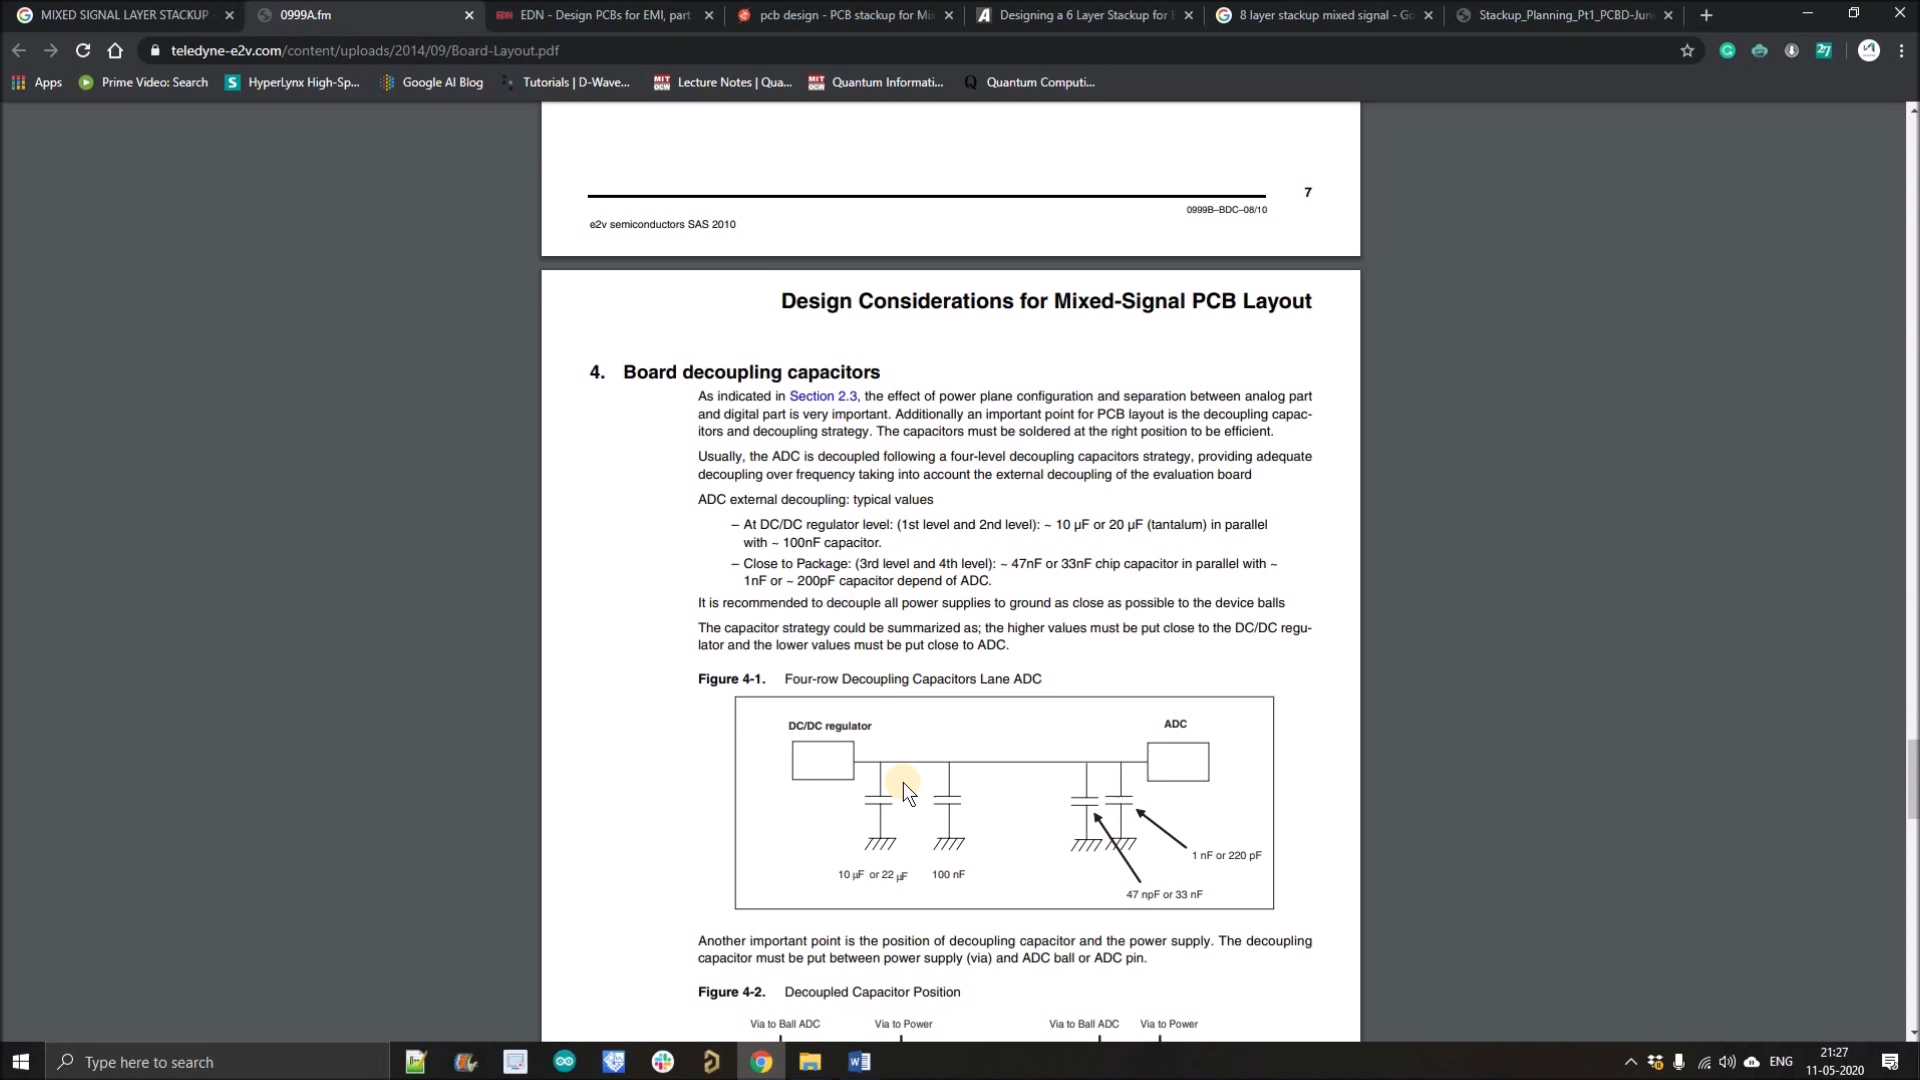 MIXED SIGNAL LAYER STACKUP
0999A.fm
EDN - Design PCBs for EMI, part
pcb design - PCB stackup for Mi
Designing a 6 Layer Stackup for
8 layer stackup mixed signal - Go
Stackup_Planning_Pt1_PCBD-Jun
teledyne-e2v.com/content/uploads/2014/09/Board-Layout.pdf
Apps
Prime Video: Search
HyperLynx High-Sp...
Google AI Blog
Tutorials | D-Wave...
Lecture Notes | Qua...
Quantum Informati...
Quantum Computi...
7
0999B–BDC–08/10
e2v semiconductors SAS 2010
Design Considerations for Mixed-Signal PCB Layout
4. Board decoupling capacitors
As indicated in Section 2.3, the effect of power plane configuration and separation between analog part
and digital part is very important. Additionally an important point for PCB layout is the decoupling capac-
itors and decoupling strategy. The capacitors must be soldered at the right position to be efficient.
Usually, the ADC is decoupled following a four-level decoupling capacitors strategy, providing adequate
decoupling over frequency taking into account the external decoupling of the evaluation board
ADC external decoupling: typical values
– At DC/DC regulator level: (1st level and 2nd level): ~ 10 µF or 20 µF (tantalum) in parallel
with ~ 100nF capacitor.
– Close to Package: (3rd level and 4th level): ~ 47nF or 33nF chip capacitor in parallel with ~
1nF or ~ 200pF capacitor depend of ADC.
It is recommended to decouple all power supplies to ground as close as possible to the device balls
The capacitor strategy could be summarized as; the higher values must be put close to the DC/DC regu-
lator and the lower values must be put close to ADC.
Figure 4-1. Four-row Decoupling Capacitors Lane ADC
DC/DC regulator
ADC
1 nF or 220 pF
10 µF or 22 µF
100 nF
47 npF or 33 nF
Another important point is the position of decoupling capacitor and the power supply. The decoupling
capacitor must be put between power supply (via) and ADC ball or ADC pin.
Figure 4-2. Decoupled Capacitor Position
Via to Ball ADC
Via to Power
Via to Ball ADC
Via to Power
Type here to search
ENG
21:27
11-05-2020